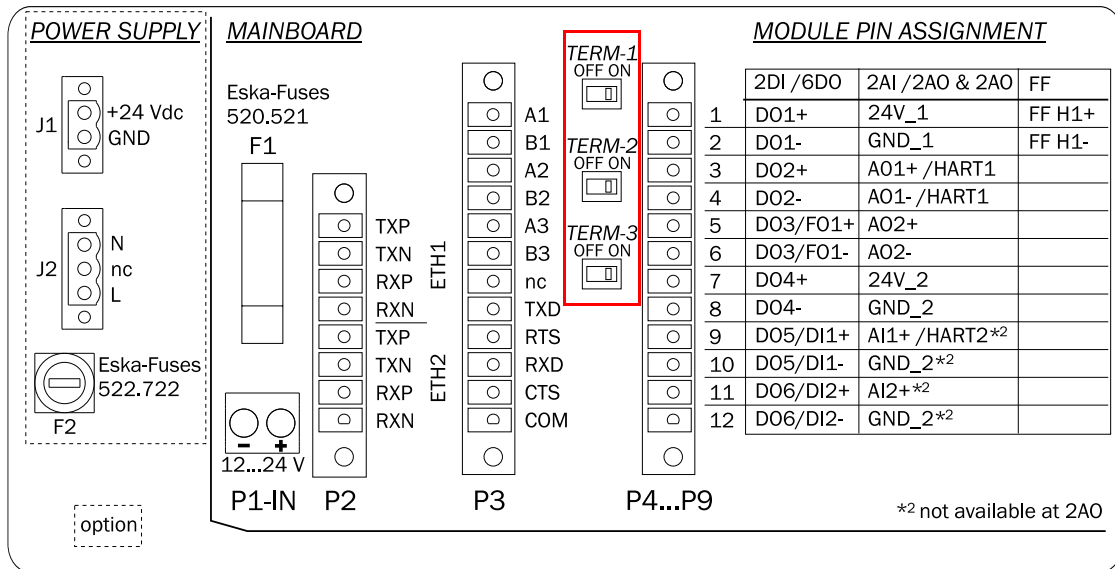 POWER SUPPLY
J1
+24 Vdc
GND
J2
N
nc
L
Eska-Fuses
522.722
F2
option
MAINBOARD
Eska-Fuses
520.521
F1
- +
12...24 V
P1-IN
TXP
TXN
RXP
RXN
TXP
TXN
RXP
RXN
ETH1
ETH2
P2
A1
B1
A2
B2
A3
B3
nc
TXD
RTS
RXD
CTS
COM
P3
TERM-1
OFF ON
TERM-2
OFF ON
TERM-3
OFF ON
P4...P9
MODULE PIN ASSIGNMENT
2DI /6DO 2AI /2AO & 2AO FF
1 DO1+ 24V_1 FF H1+
2 DO1- GND_1 FF H1-
3 DO2+ AO1+ /HART1
4 DO2- AO1- /HART1
5 DO3/FO1+ AO2+
6 DO3/FO1- AO2-
7 DO4+ 24V_2
8 DO4- GND_2
9 DO5/DI1+ AI1+ /HART2*2
10 DO5/DI1- GND_2*2
11 DO6/DI2+ AI2+*2
12 DO6/DI2- GND_2*2
*2 not available at 2AO